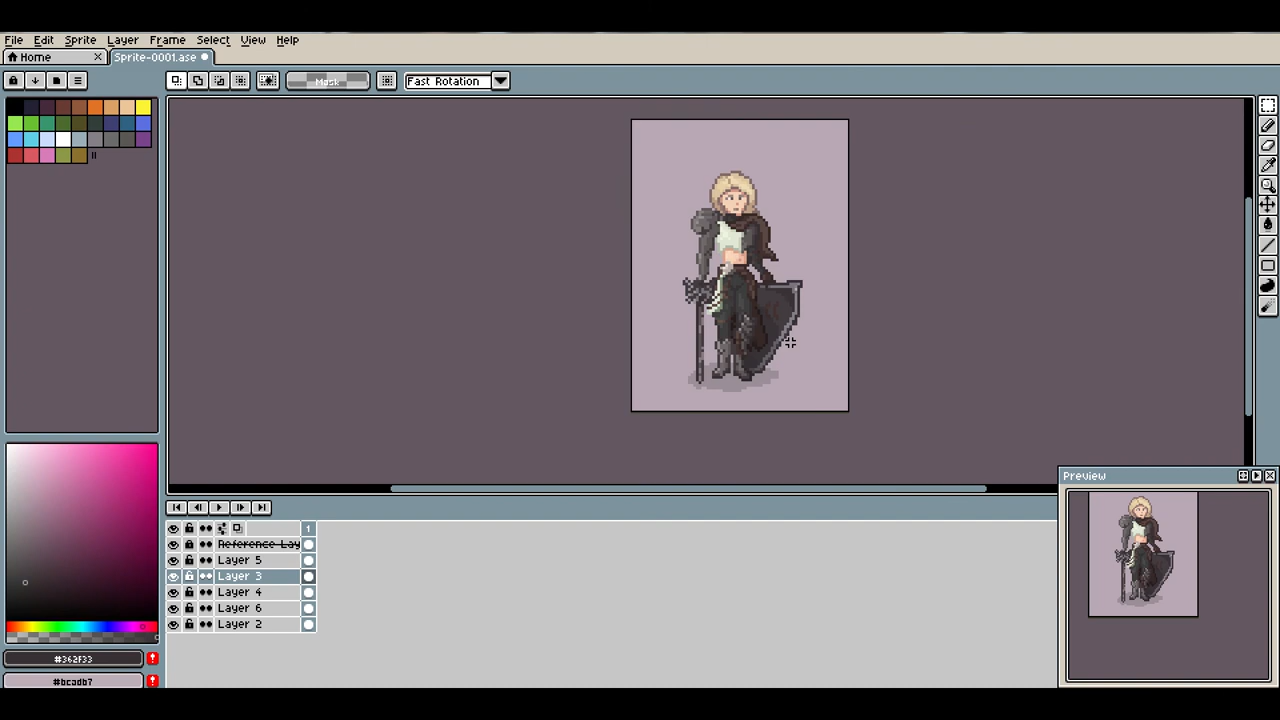 File Edit Sprite Layer Frame Select View Help
Home Sprite-0001.ase
Mask Fast Rotation
Preview
1
Reference Lay
Layer 5
Layer 3
Layer 4
Layer 6
Layer 2
#362f33
#bcadb7